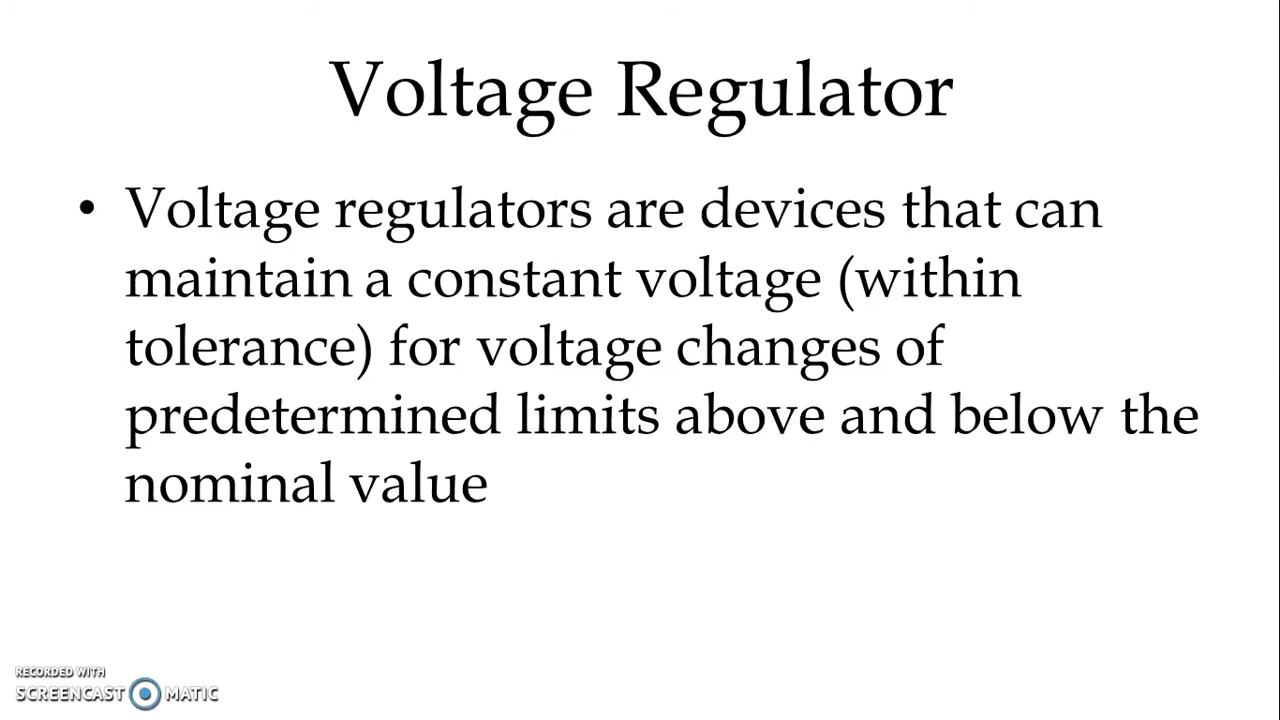 Voltage Regulator
• Voltage regulators are devices that can
maintain a constant voltage (within
tolerance) for voltage changes of
predetermined limits above and below the
nominal value
RECORDED WITH
SCREENCAST MATIC